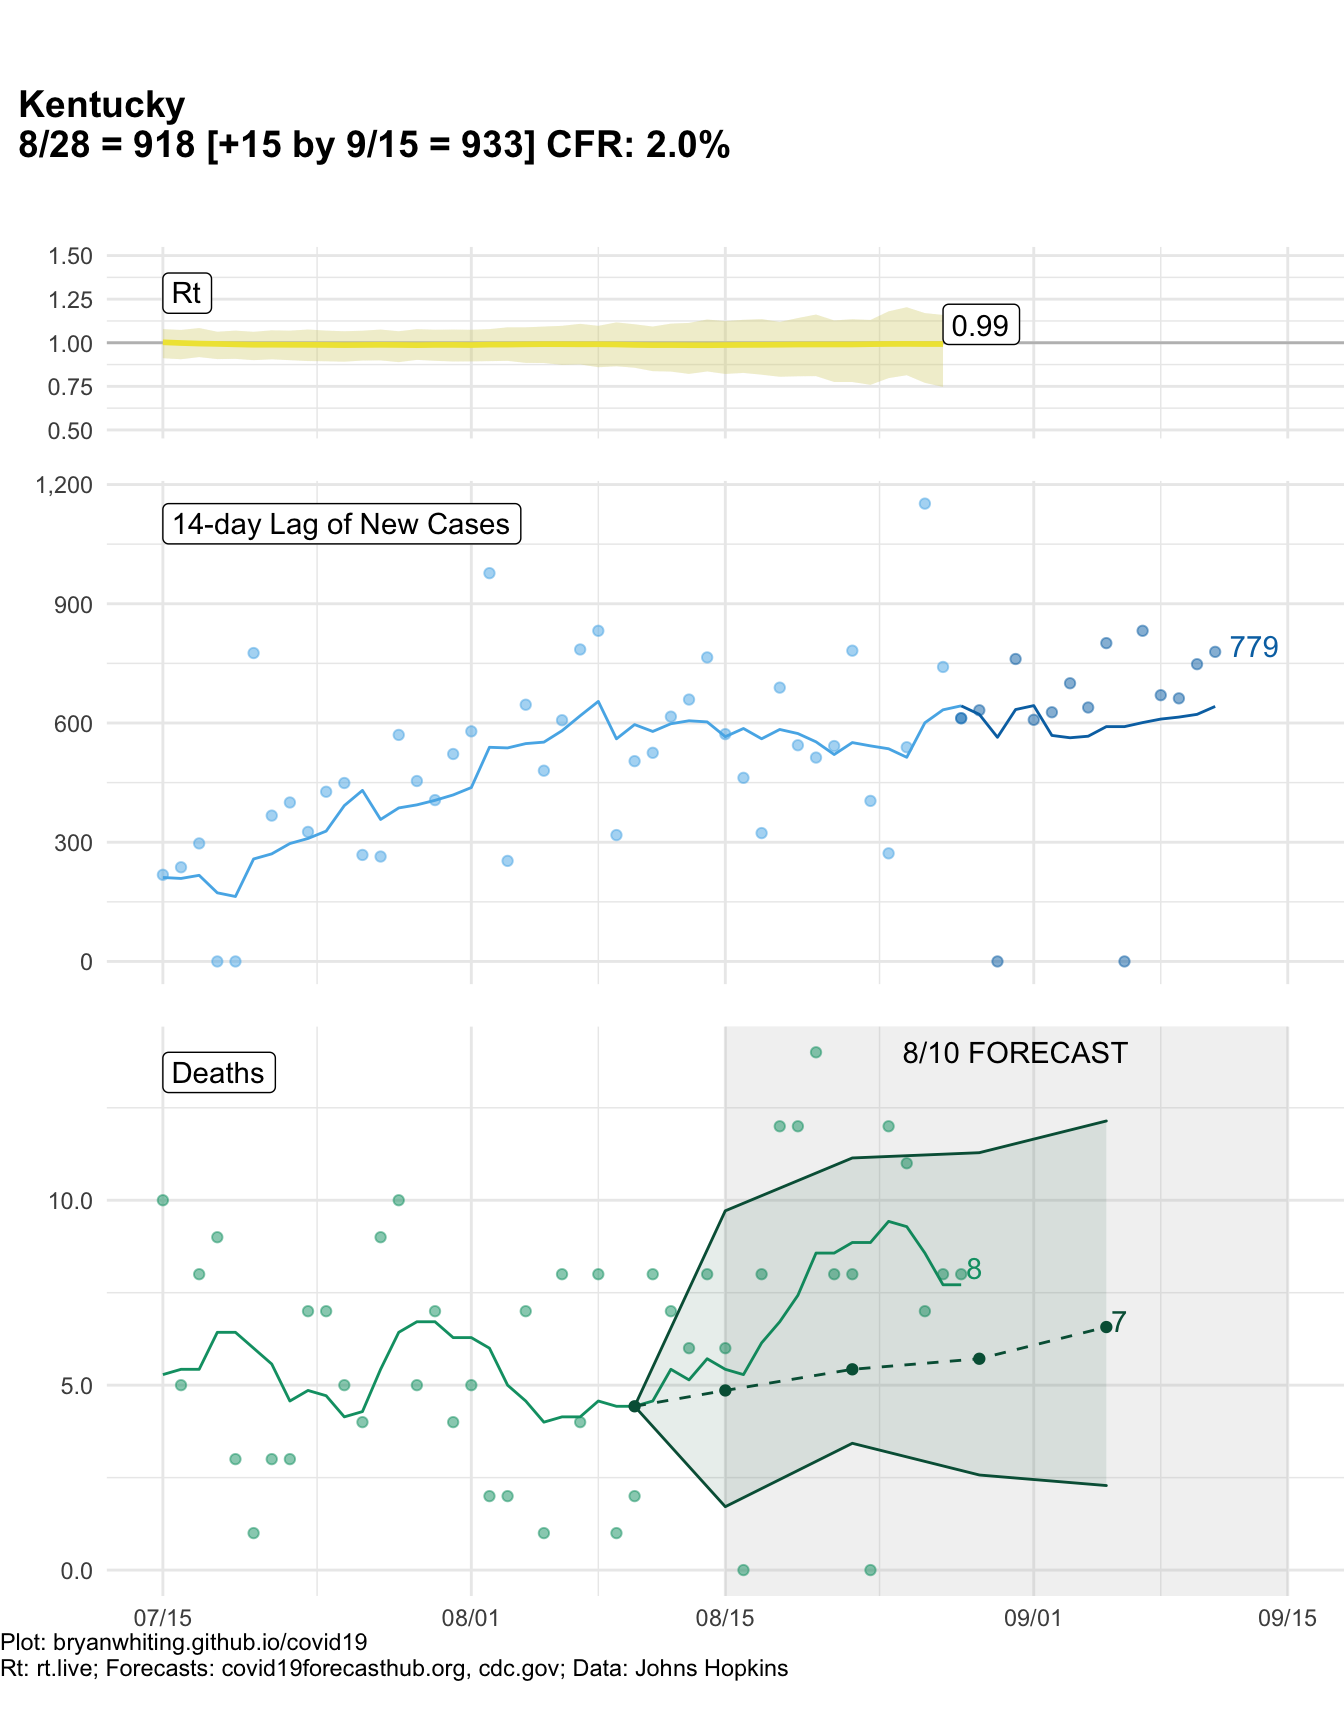 Kentucky
8/28 = 918 [+15 by 9/15 = 933] CFR: 2.0%
1.50
Rt
1.25
0.99
1.00
0.75
0.50
1,200
14-day Lag of New Cases
900
779
600
300
0
8/10 FORECAST
Deaths
10.0
8
7
5.0
0.0
07/15 08/01 08/15 09/01 09/15
Plot: bryanwhiting.github.io/covid19
Rt: rt.live; Forecasts: covid19forecasthub.org, cdc.gov; Data: Johns Hopkins